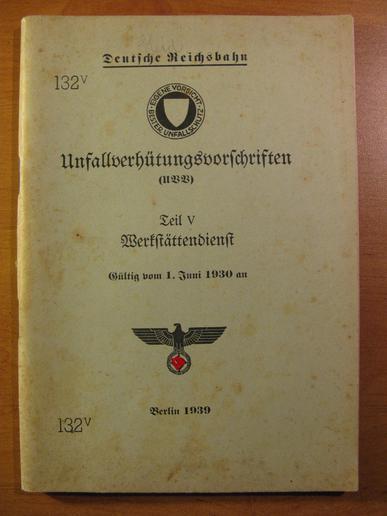 Deutsche Reichsbahn
132ᵛ
EIGENE VORSICHT
BESTER UNFALLSCHUTZ
Unfallverhütungsvorschriften
(UVV)
Teil V
Werkstättendienst
Gültig vom 1. Juni 1930 an
Berlin 1939
132ᵛ